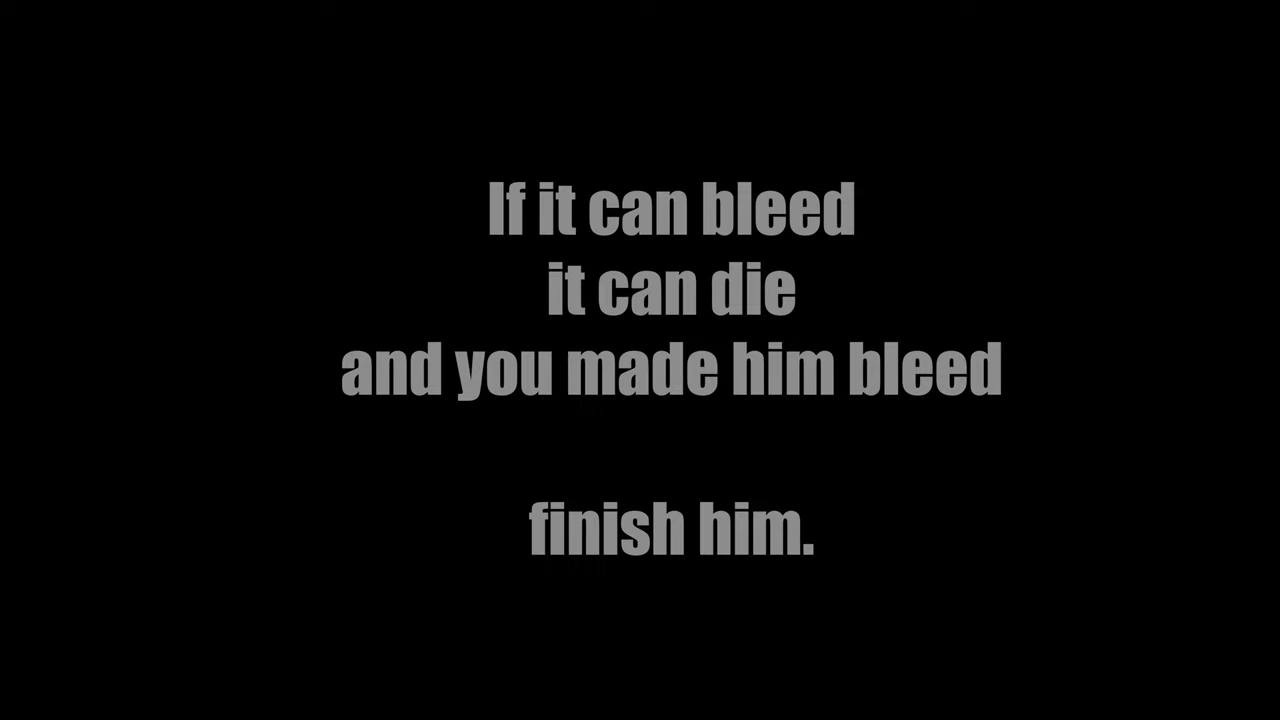 If it can bleed
it can die
and you made him bleed
finish him.